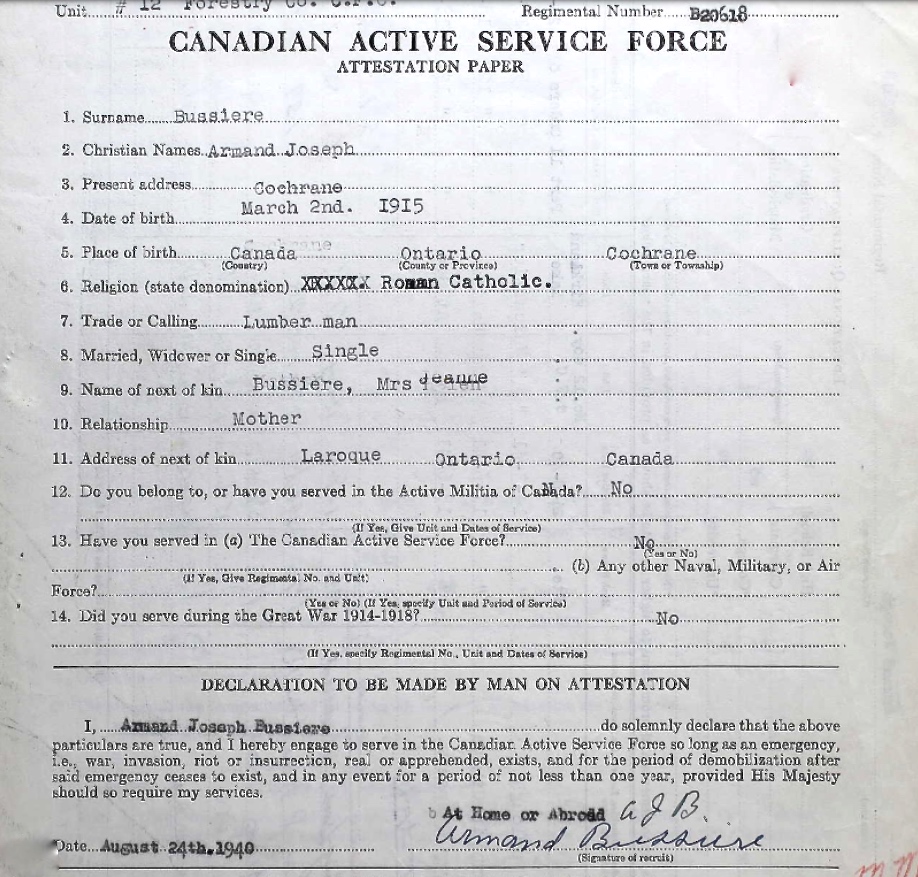 Unit # 12 Forestry Co. C.F.C. Regimental Number B20618
CANADIAN ACTIVE SERVICE FORCE
ATTESTATION PAPER
1. Surname Bussiere
2. Christian Names Armand Joseph
3. Present address Cochrane
4. Date of birth March 2nd. 1915
5. Place of birth Canada Ontario Cochrane
(Country) (County or Province) (Town or Township)
6. Religion (state denomination) XXXXXX Roman Catholic.
7. Trade or Calling Lumber man
8. Married, Widower or Single Single
9. Name of next of kin Bussiere, Mrs Jeanne
10. Relationship Mother
11. Address of next of kin Laroque Ontario Canada
12. Do you belong to, or have you served in the Active Militia of Canada? No
(If Yes, Give Unit and Dates of Service)
13. Have you served in (a) The Canadian Active Service Force? No
(Yes or No)
(b) Any other Naval, Military, or Air
(If Yes, Give Regimental No. and Unit)
Force?
(Yes or No) (If Yes, specify Unit and Period of Service)
14. Did you serve during the Great War 1914-1918? No
(If Yes, specify Regimental No., Unit and Dates of Service)
DECLARATION TO BE MADE BY MAN ON ATTESTATION
I, Armand Joseph Bussiere do solemnly declare that the above
particulars are true, and I hereby engage to serve in the Canadian Active Service Force so long as an emergency,
i.e., war, invasion, riot or insurrection, real or apprehended, exists, and for the period of demobilization after
said emergency ceases to exist, and in any event for a period of not less than one year, provided His Majesty
should so require my services.
At Home or Abroad A J B.
Date August 24th. 1940 Armand Bussiere
(Signature of recruit)